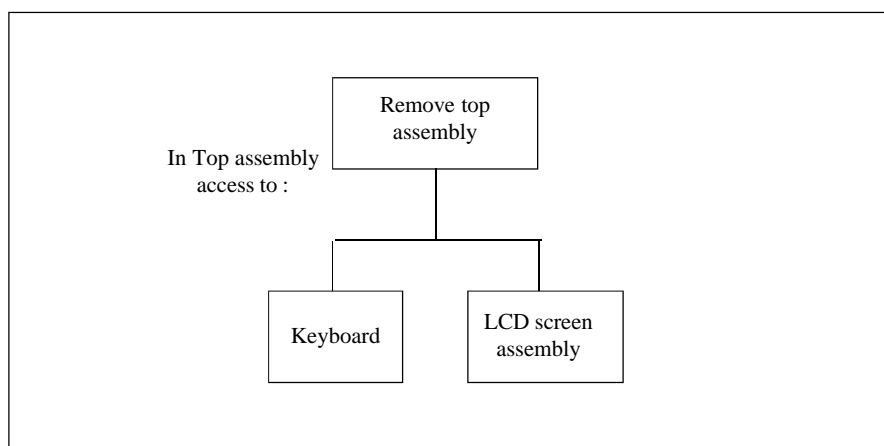 Remove top
assembly
In Top assembly
access to :
Keyboard
LCD screen
assembly